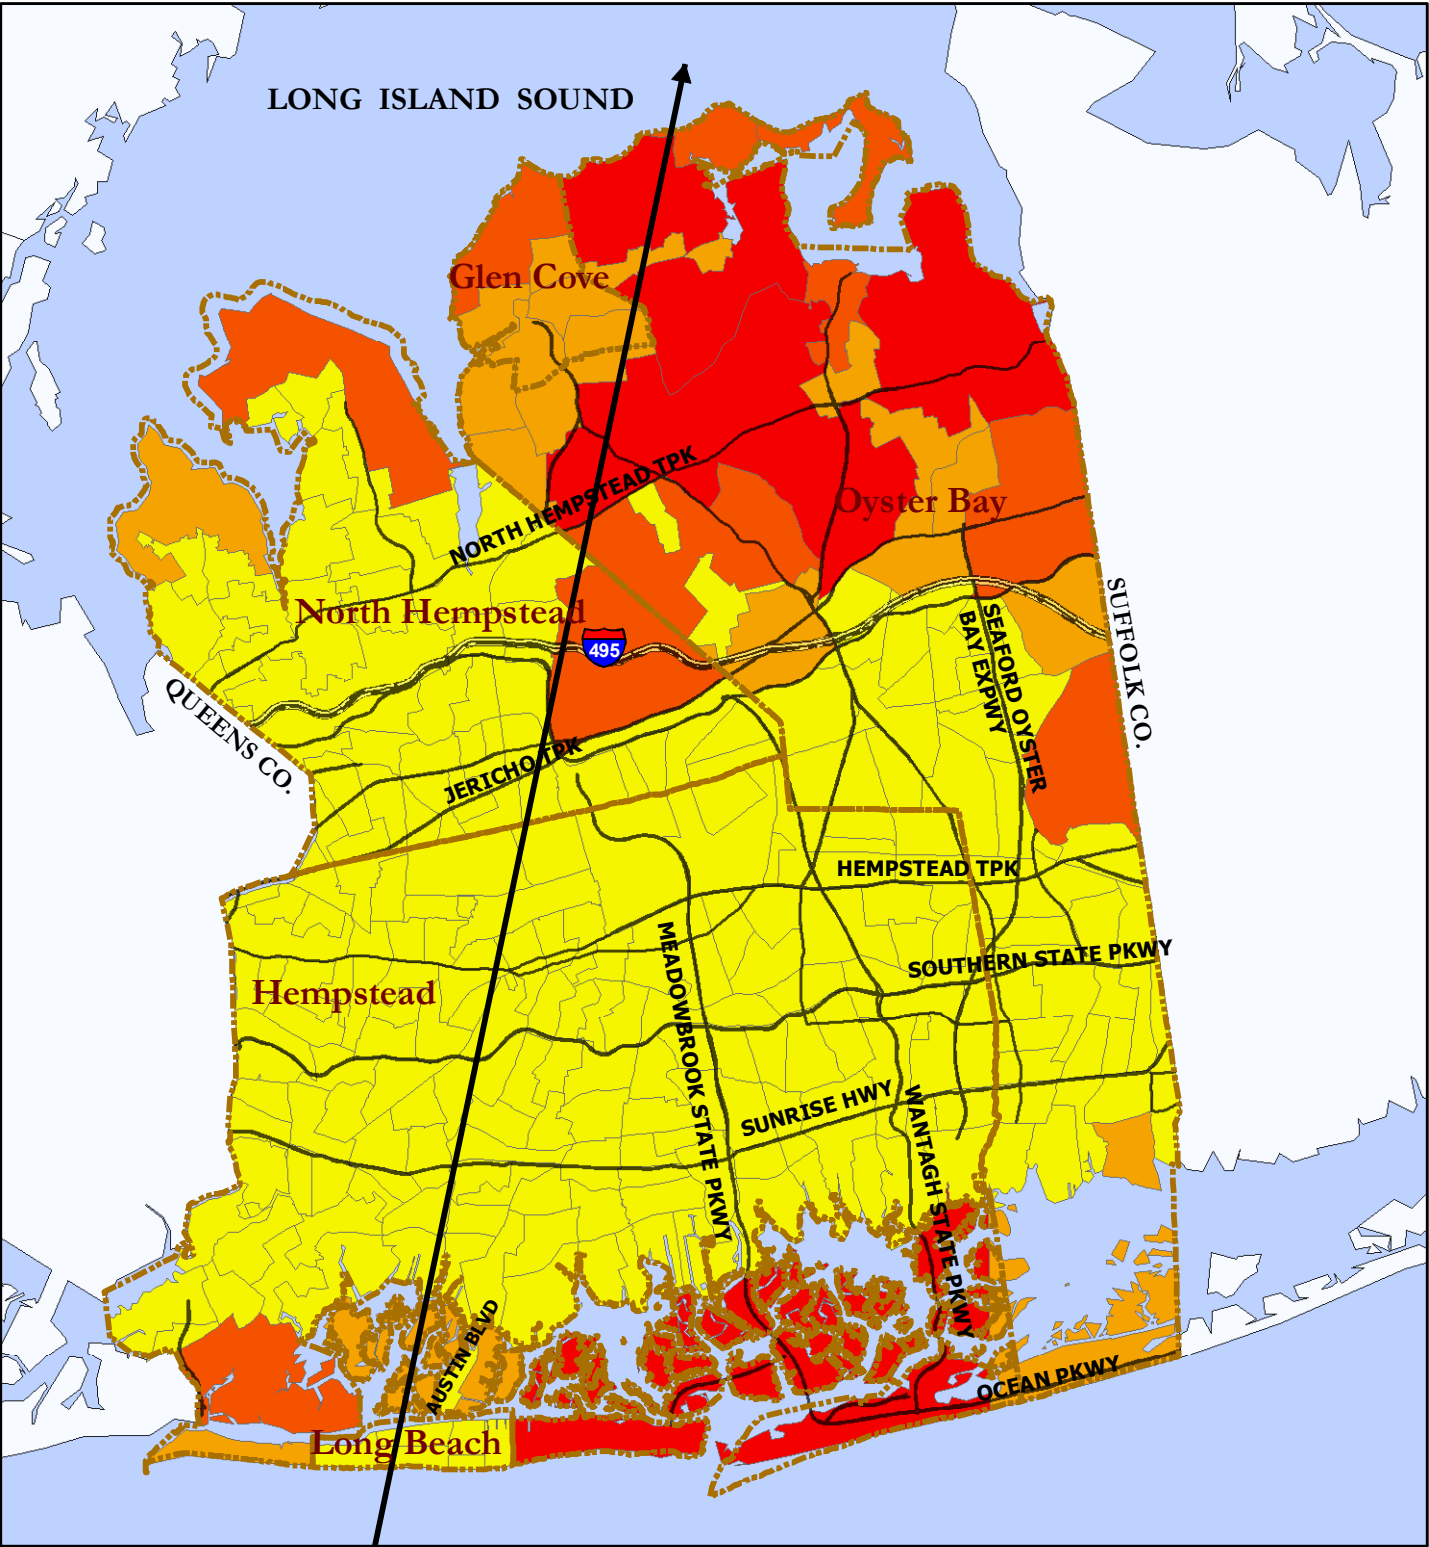 LONG ISLAND SOUND
Glen Cove
NORTH HEMPSTEAD TPK
Oyster Bay
North Hempstead
495
SUFFOLK CO.
SEAFORD OYSTER
BAY EXPWY
QUEENS CO.
JERICHO TPK
HEMPSTEAD TPK
SOUTHERN STATE PKWY
Hempstead
MEADOWBROOK STATE PKWY
SUNRISE HWY
WANTAGH STATE PKWY
AUSTIN BLVD
OCEAN PKWY
Long Beach